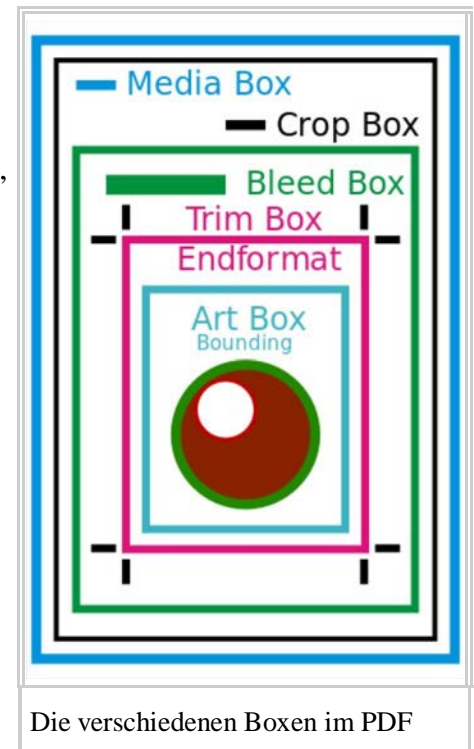 Media Box
Crop Box
,
Bleed Box
Trim Box
Endformat
Art Box
Bounding
Die verschiedenen Boxen im PDF